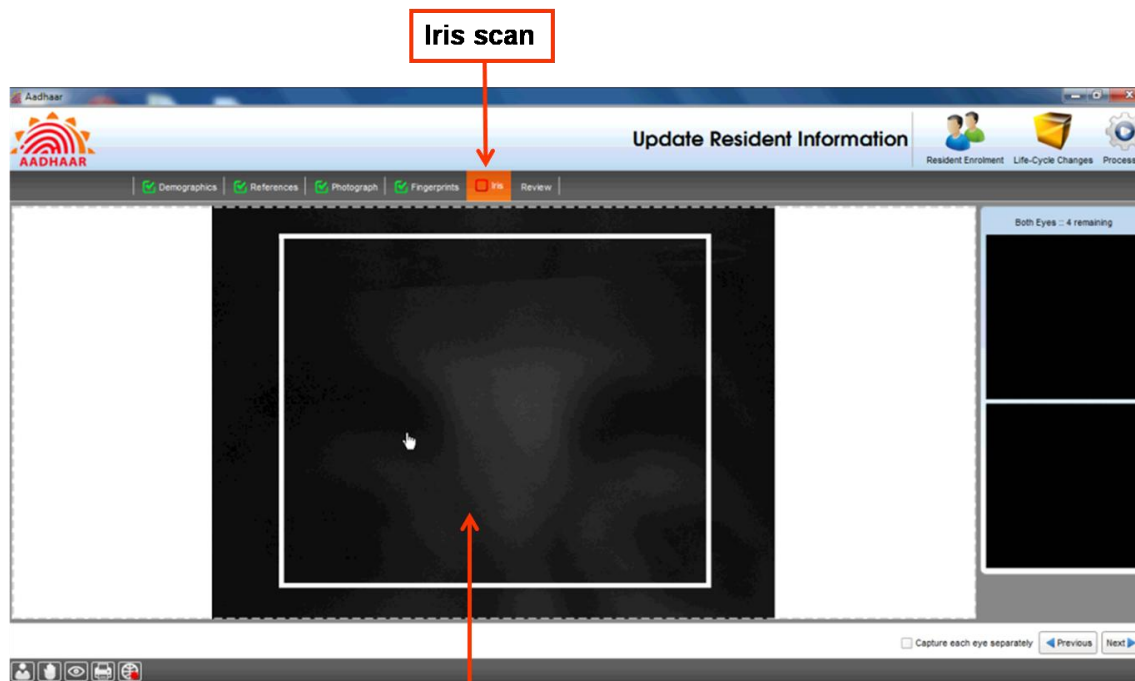 Iris scan
Aadhaar
AADHAAR
Update Resident Information
Resident Enrolment
Life-Cycle Changes
Process
Demographics
References
Photograph
Fingerprints
Iris
Review
Both Eyes :: 4 remaining
Capture each eye separately
Previous
Next